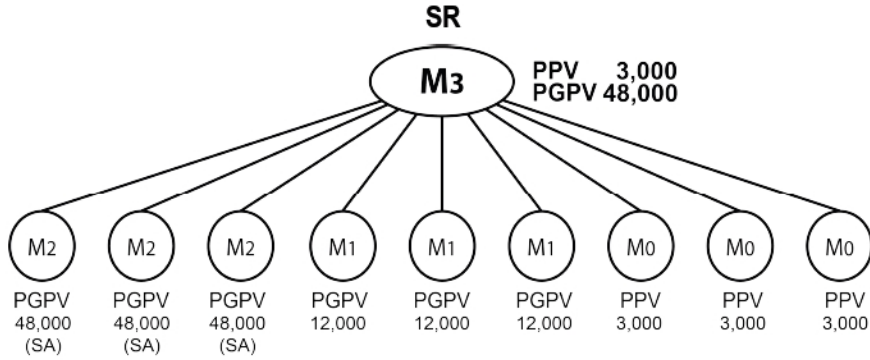 SR
M3
PPV 3,000
PGPV 48,000
M2 M2 M2 M1 M1 M1 M0 M0 M0
PGPV PGPV PGPV PGPV PGPV PGPV PPV PPV PPV
48,000 48,000 48,000 12,000 12,000 12,000 3,000 3,000 3,000
(SA) (SA) (SA)